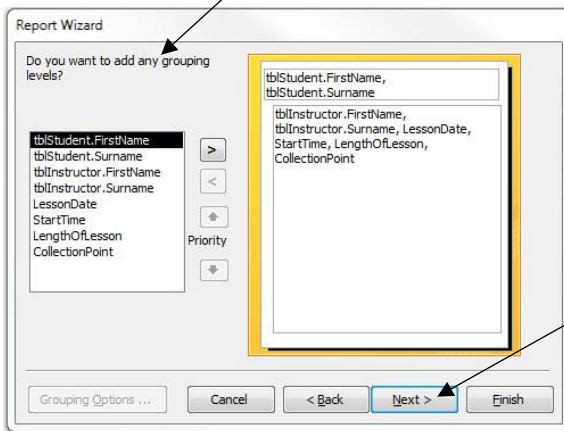 Report Wizard
Do you want to add any grouping
levels?
tblStudent.FirstName
tblStudent.Surname
tblInstructor.FirstName
tblInstructor.Surname
LessonDate
StartTime
LengthOfLesson
CollectionPoint
>
<
Priority
tblStudent.FirstName,
tblStudent.Surname
tblInstructor.FirstName,
tblInstructor.Surname, LessonDate,
StartTime, LengthOfLesson,
CollectionPoint
Grouping Options ...
Cancel
< Back
Next >
Finish